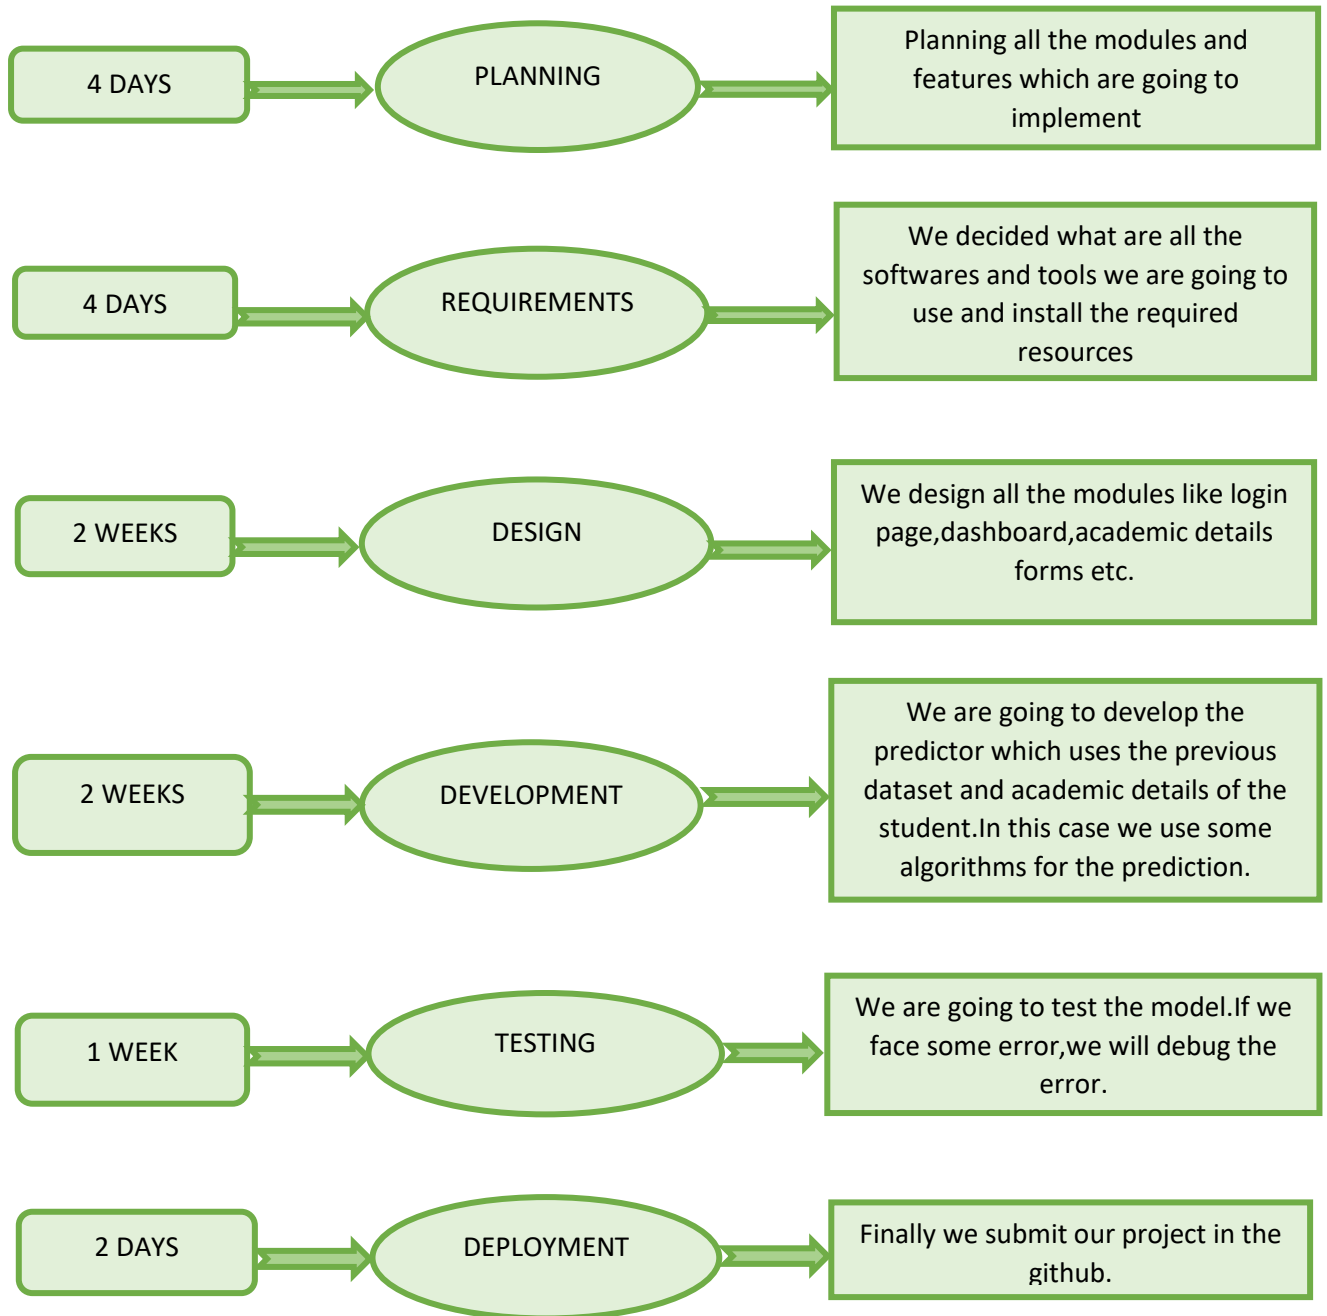 4 DAYS
PLANNING
Planning all the modules and
features which are going to
implement
4 DAYS
REQUIREMENTS
We decided what are all the
softwares and tools we are going to
use and install the required
resources
2 WEEKS
DESIGN
We design all the modules like login
page,dashboard,academic details
forms etc.
2 WEEKS
DEVELOPMENT
We are going to develop the
predictor which uses the previous
dataset and academic details of the
student.In this case we use some
algorithms for the prediction.
1 WEEK
TESTING
We are going to test the model.If we
face some error,we will debug the
error.
2 DAYS
DEPLOYMENT
Finally we submit our project in the
github.